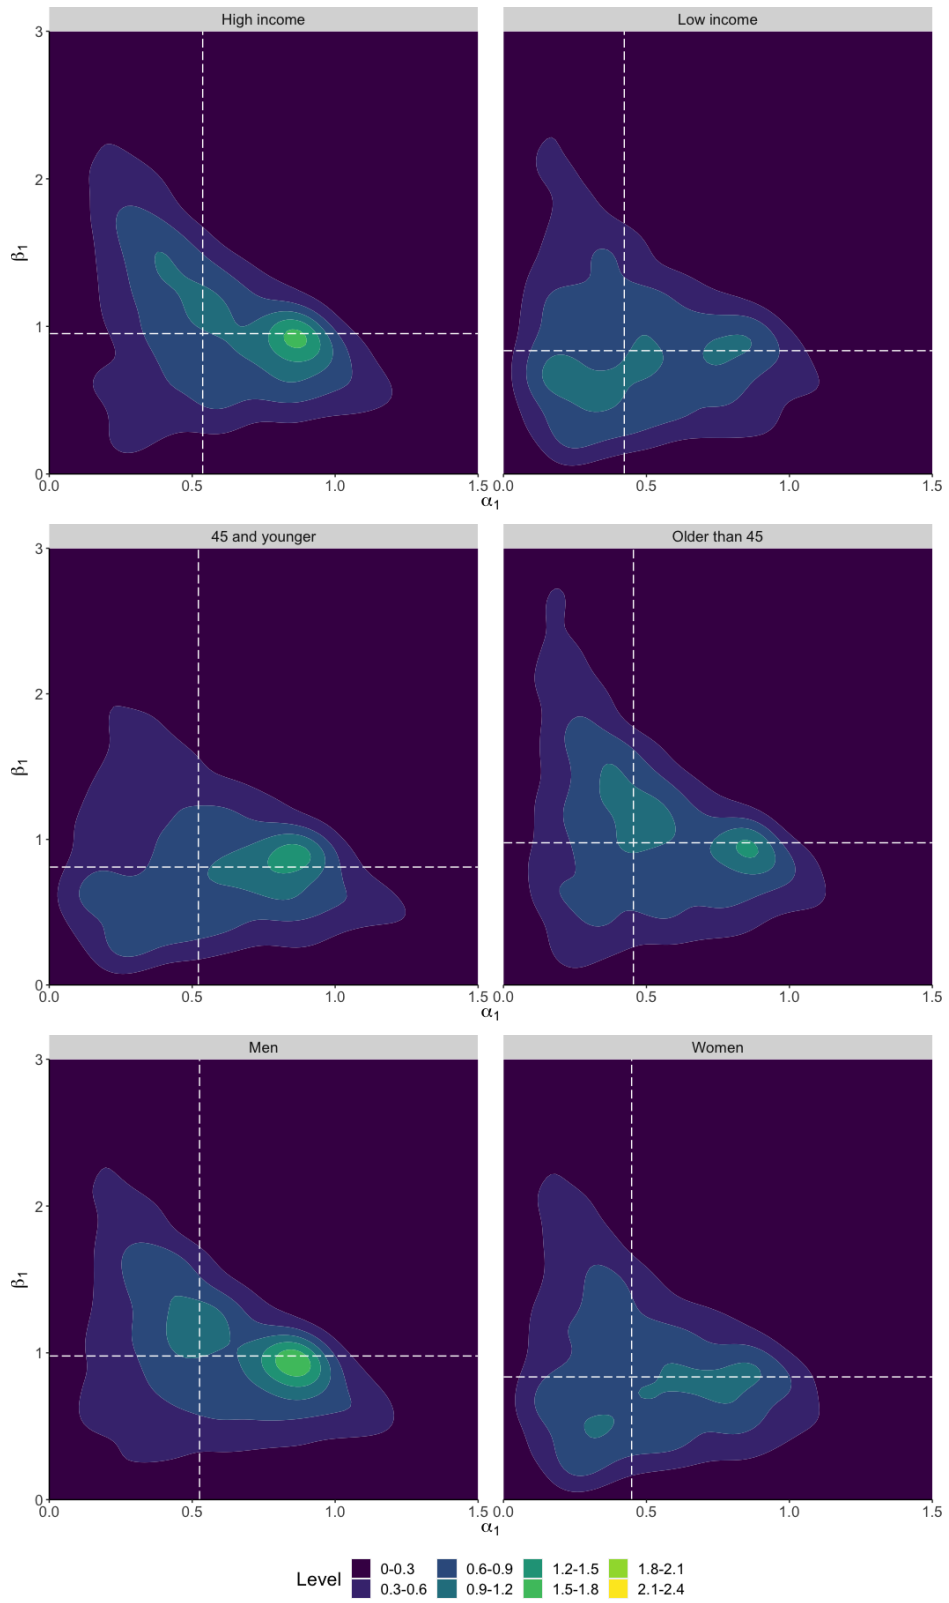 High income Low income
3
2
1
0
β1
0.0 0.5 1.0 1.5 0.0 0.5 1.0 1.5
α1 α1
45 and younger Older than 45
3
2
1
0
β1
0.0 0.5 1.0 1.5 0.0 0.5 1.0 1.5
α1 α1
Men Women
3
2
1
0
β1
0.0 0.5 1.0 1.5 0.0 0.5 1.0 1.5
α1 α1
Level 0-0.3 0.6-0.9 1.2-1.5 1.8-2.1
0.3-0.6 0.9-1.2 1.5-1.8 2.1-2.4